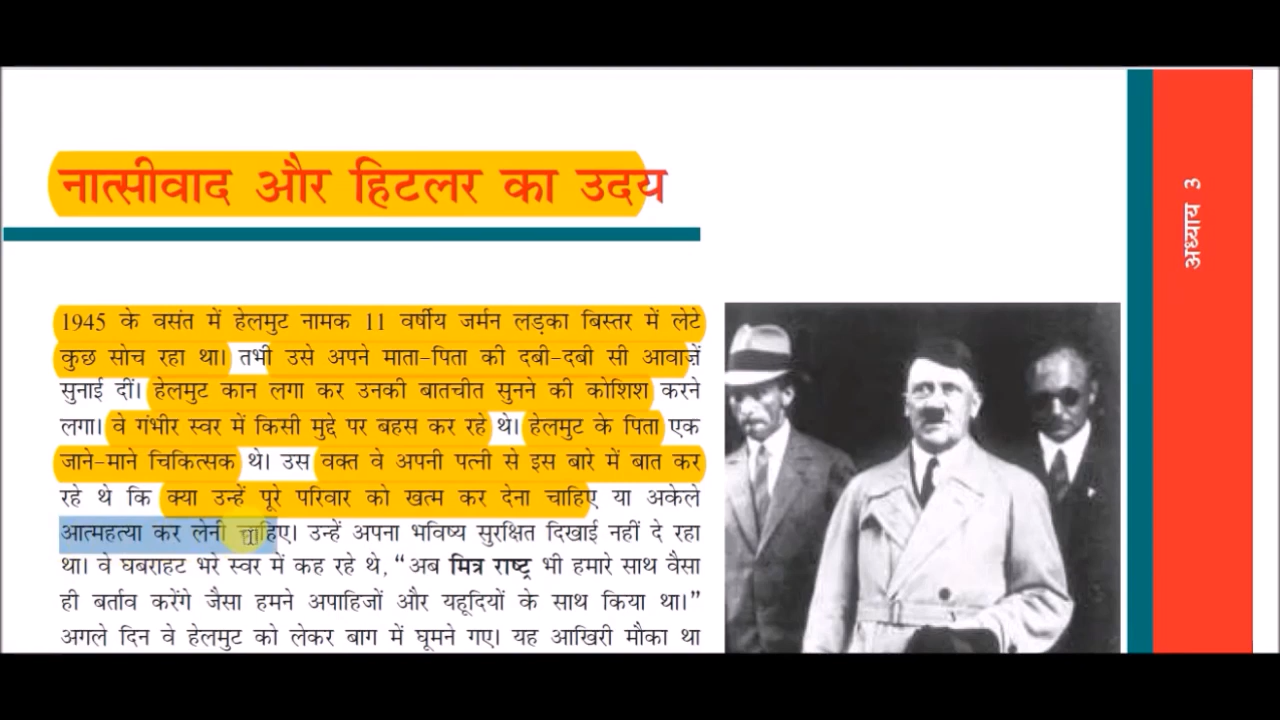 नात्सीवाद और हिटलर का उदय
अध्याय 3
1945 के वसंत में हेलमुट नामक 11 वर्षीय जर्मन लड़का बिस्तर में लेटे
कुछ सोच रहा था। तभी उसे अपने माता-पिता की दबी-दबी सी आवाज़ें
सुनाई दीं। हेलमुट कान लगा कर उनकी बातचीत सुनने की कोशिश करने
लगा। वे गंभीर स्वर में किसी मुद्दे पर बहस कर रहे थे। हेलमुट के पिता एक
जाने-माने चिकित्सक थे। उस वक्त वे अपनी पत्नी से इस बारे में बात कर
रहे थे कि क्या उन्हें पूरे परिवार को खत्म कर देना चाहिए या अकेले
आत्महत्या कर लेनी चाहिए। उन्हें अपना भविष्य सुरक्षित दिखाई नहीं दे रहा
था। वे घबराहट भरे स्वर में कह रहे थे, “अब मित्र राष्ट्र भी हमारे साथ वैसा
ही बर्ताव करेंगे जैसा हमने अपाहिजों और यहूदियों के साथ किया था।”
अगले दिन वे हेलमुट को लेकर बाग में घूमने गए। यह आखिरी मौका था